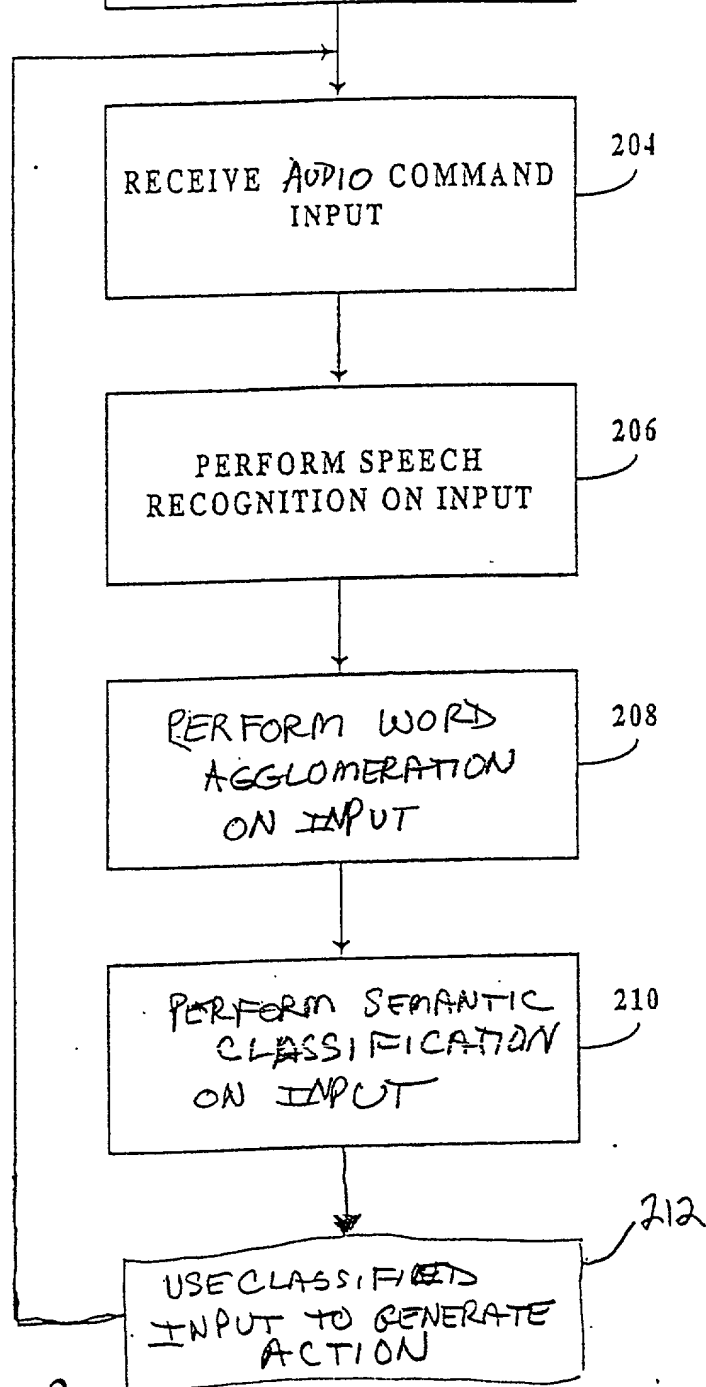 204
RECEIVE AUDIO COMMAND
INPUT
206
PERFORM SPEECH
RECOGNITION ON INPUT
208
PERFORM WORD
AGGLOMERATION
ON INPUT
210
PERFORM SEMANTIC
CLASSIFICATION
ON INPUT
212
USE CLASSIFIED
INPUT TO GENERATE
ACTION